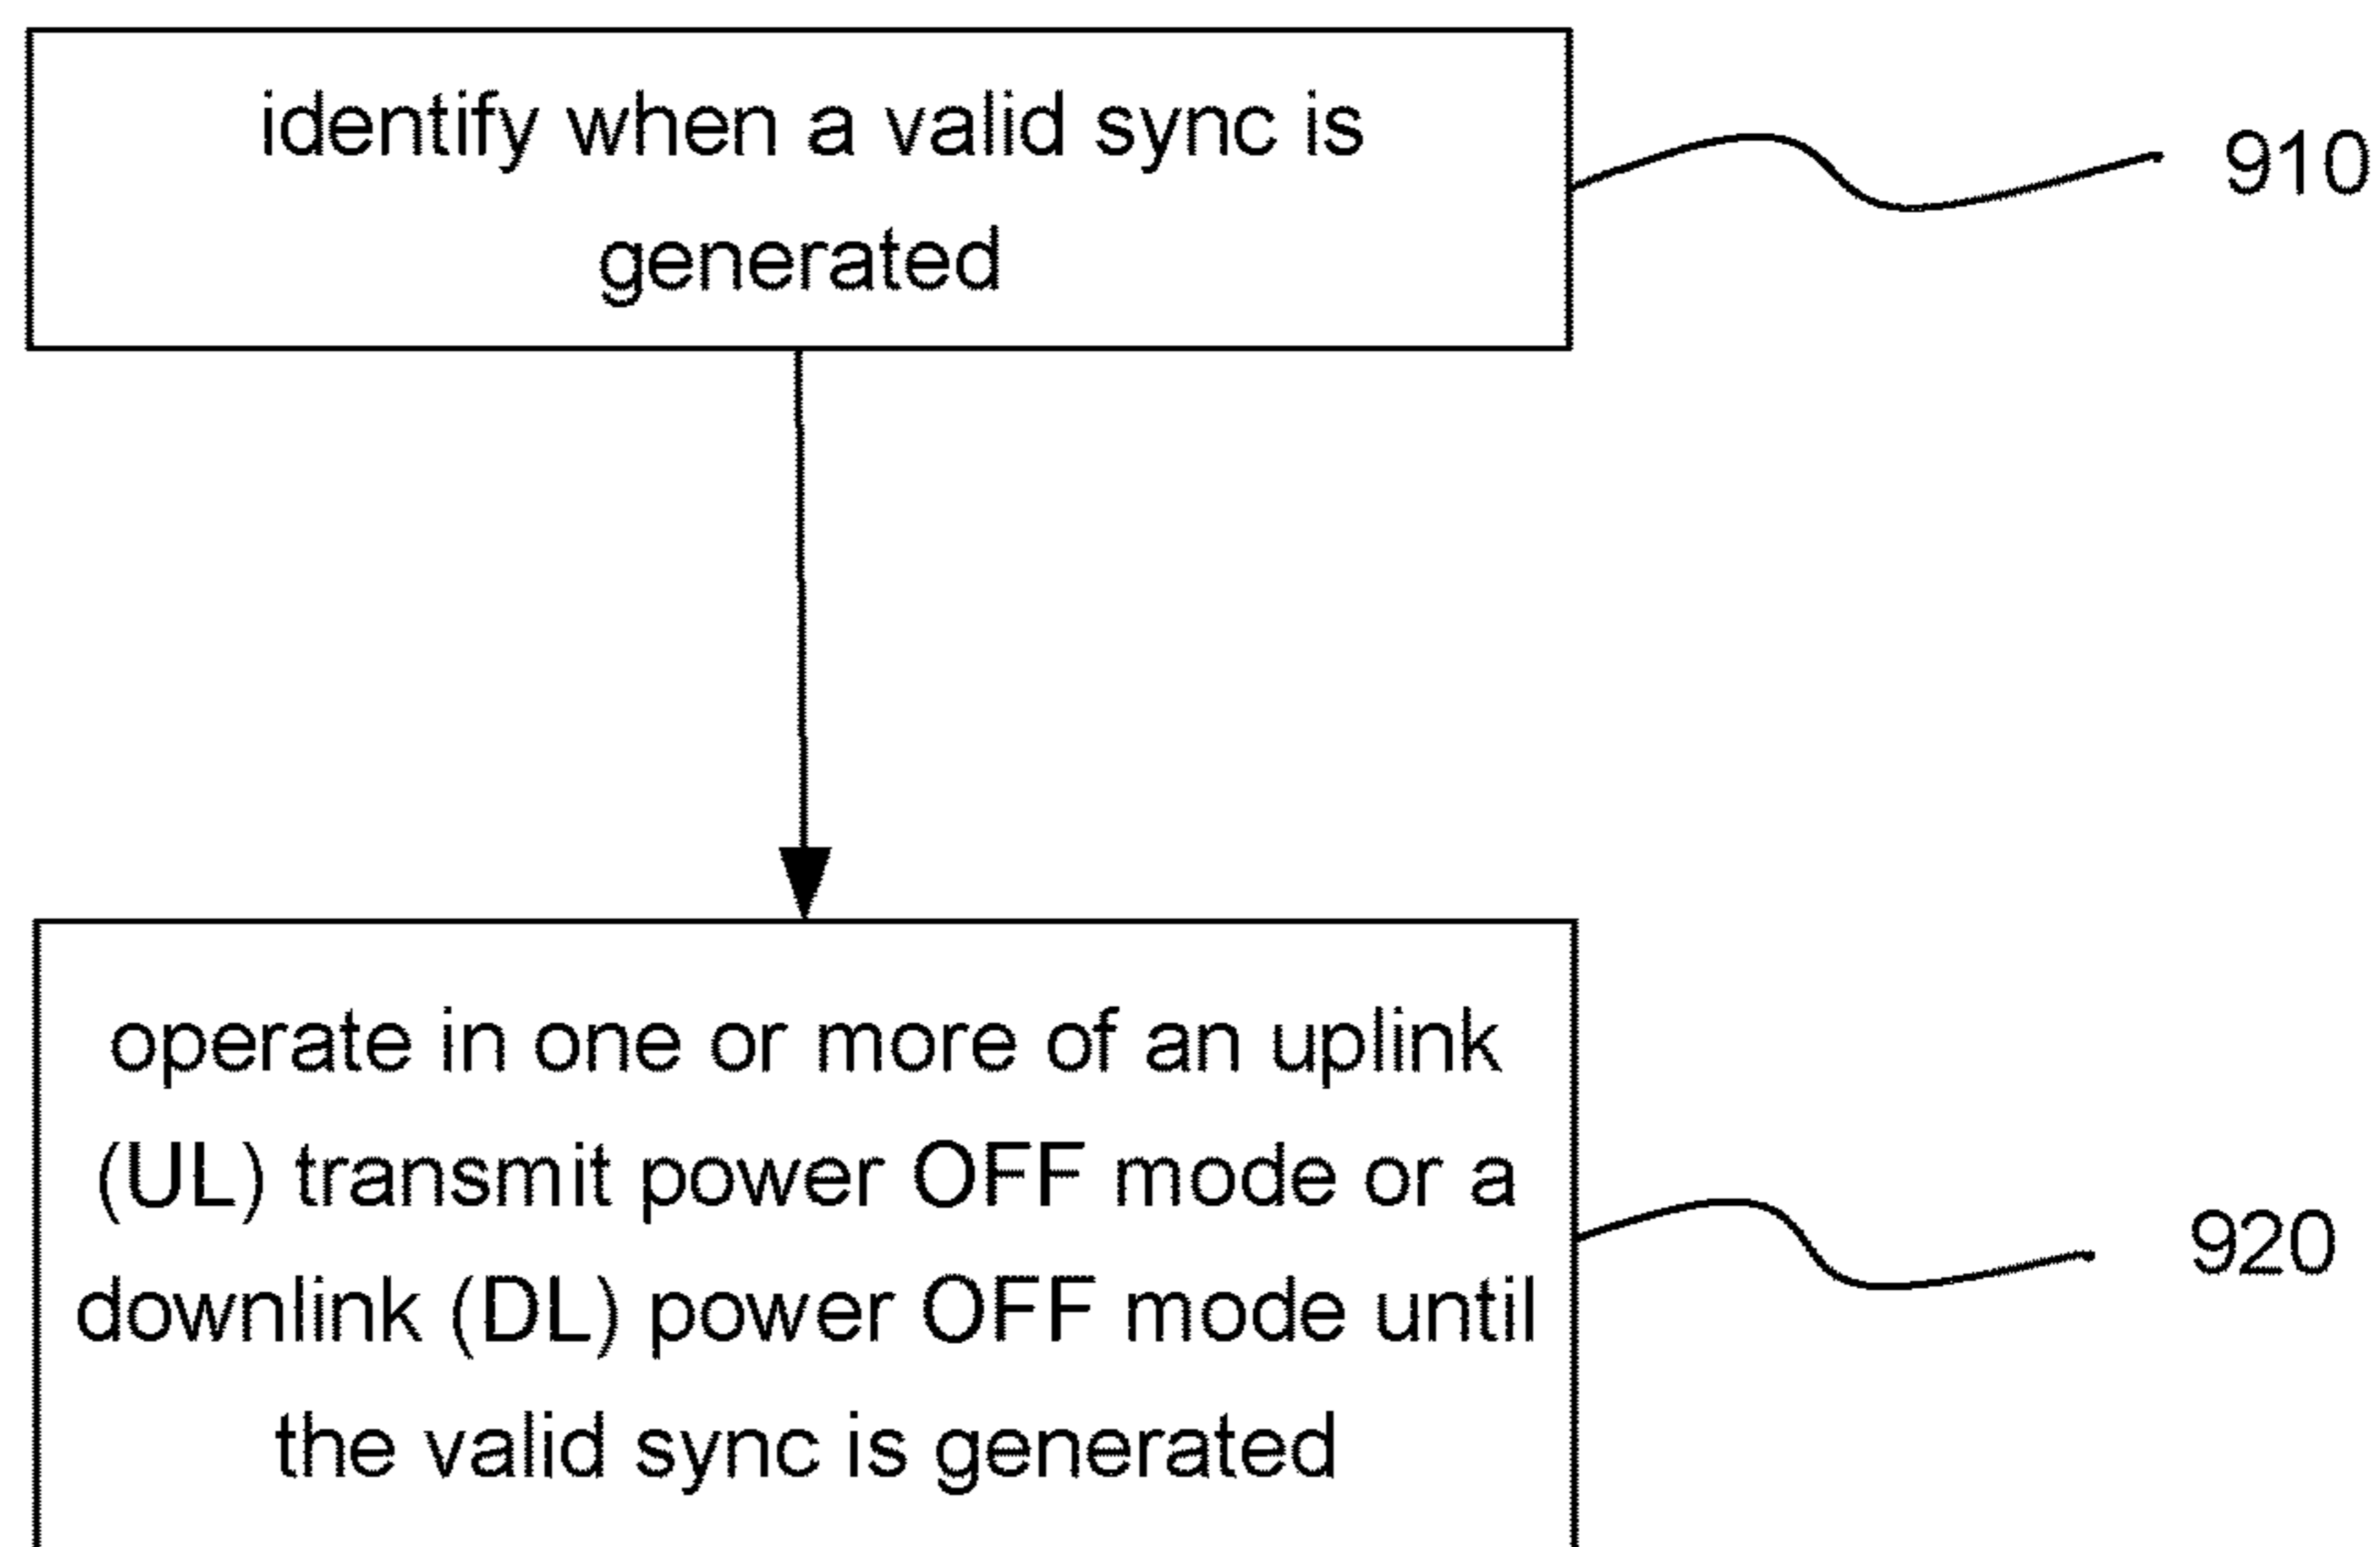 identify when a valid sync is
generated
910
operate in one or more of an uplink
(UL) transmit power OFF mode or a
downlink (DL) power OFF mode until
the valid sync is generated
920